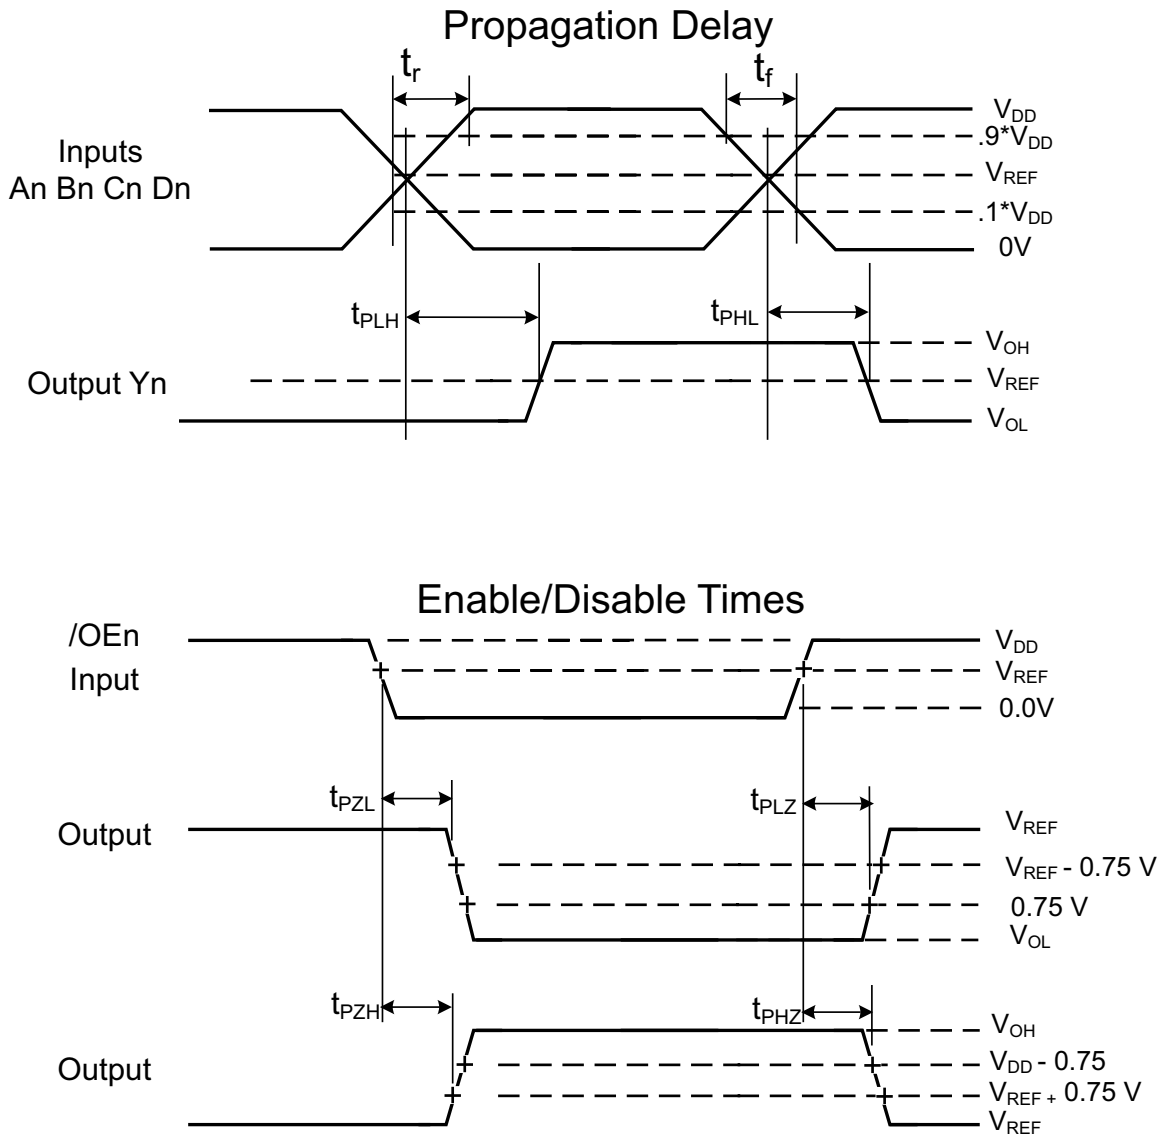 Propagation Delay
tr
tf
Inputs
An Bn Cn Dn
VDD
.9*VDD
VREF
.1*VDD
0V
tPLH
tPHL
Output Yn
VOH
VREF
VOL
Enable/Disable Times
/OEn
Input
VDD
VREF
0.0V
tPZL
tPLZ
Output
VREF
VREF - 0.75 V
0.75 V
VOL
tPZH
tPHZ
Output
VOH
VDD - 0.75
VREF + 0.75 V
VREF